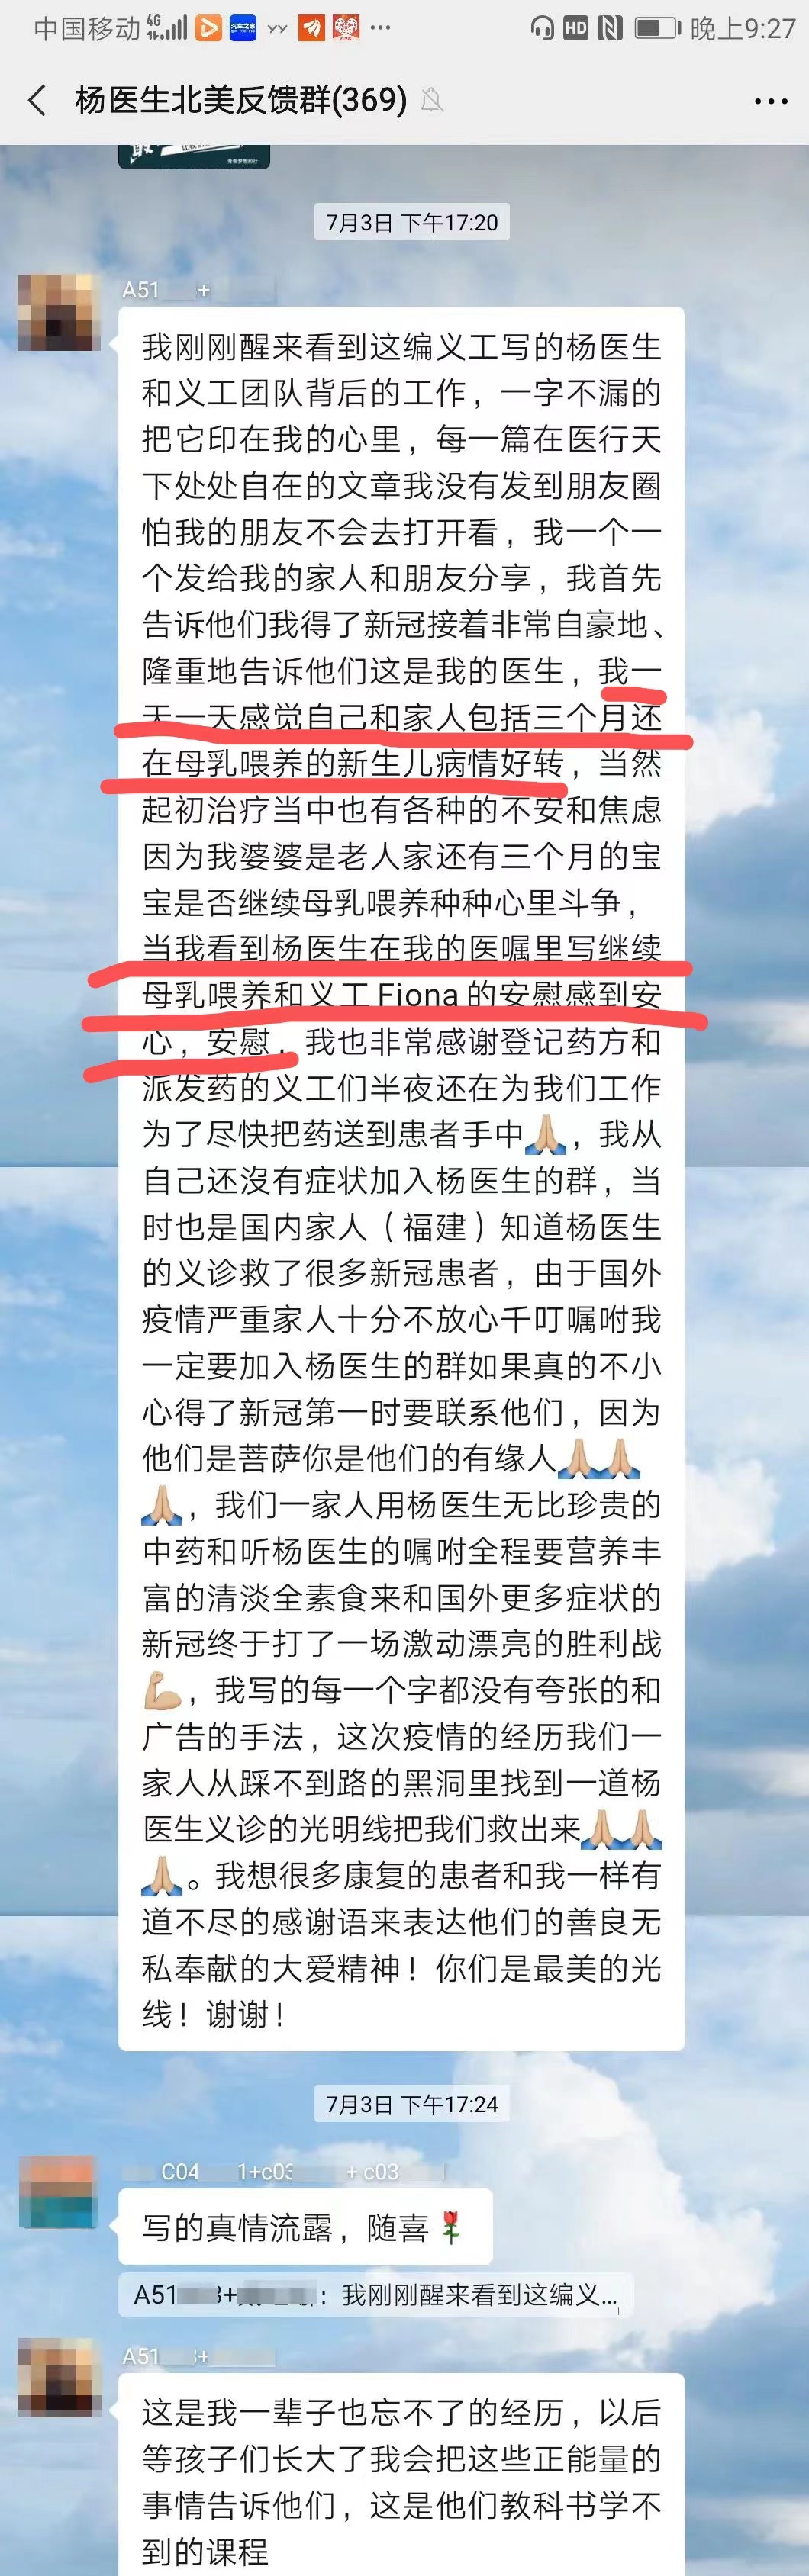 中国移动 4G HD 晚上9:27
杨医生北美反馈群(369)
7月3日 下午17:20
A51 +
我刚刚醒来看到这编义工写的杨医生
和义工团队背后的工作，一字不漏的
把它印在我的心里，每一篇在医行天
下处处自在的文章我没有发到朋友圈
怕我的朋友不会去打开看，我一个一
个发给我的家人和朋友分享，我首先
告诉他们我得了新冠接着非常自豪地、
隆重地告诉他们这是我的医生，我一
天一天感觉自己和家人包括三个月还
在母乳喂养的新生儿病情好转，当然
起初治疗当中也有各种的不安和焦虑
因为我婆婆是老人家还有三个月的宝
宝是否继续母乳喂养种种心里斗争，
当我看到杨医生在我的医嘱里写继续
母乳喂养和义工Fiona的安慰感到安
心，安慰，我也非常感谢登记药方和
派发药的义工们半夜还在为我们工作
为了尽快把药送到患者手中🙏，我从
自己还沒有症状加入杨医生的群，当
时也是国内家人（福建）知道杨医生
的义诊救了很多新冠患者，由于国外
疫情严重家人十分不放心千叮嘱咐我
一定要加入杨医生的群如果真的不小
心得了新冠第一时要联系他们，因为
他们是菩萨你是他们的有缘人🙏🙏
🙏，我们一家人用杨医生无比珍贵的
中药和听杨医生的嘱咐全程要营养丰
富的清淡全素食来和国外更多症状的
新冠终于打了一场激动漂亮的胜利战
💪，我写的每一个字都没有夸张的和
广告的手法，这次疫情的经历我们一
家人从踩不到路的黑洞里找到一道杨
医生义诊的光明线把我们救出来🙏🙏
🙏。我想很多康复的患者和我一样有
道不尽的感谢语来表达他们的善良无
私奉献的大爱精神！你们是最美的光
线！谢谢！
7月3日 下午17:24
C04 1+c03 + c03
写的真情流露，随喜🌹
A51 3+ ：我刚刚醒来看到这编义...
A51 +
这是我一辈子也忘不了的经历，以后
等孩子们长大了我会把这些正能量的
事情告诉他们，这是他们教科书学不
到的课程